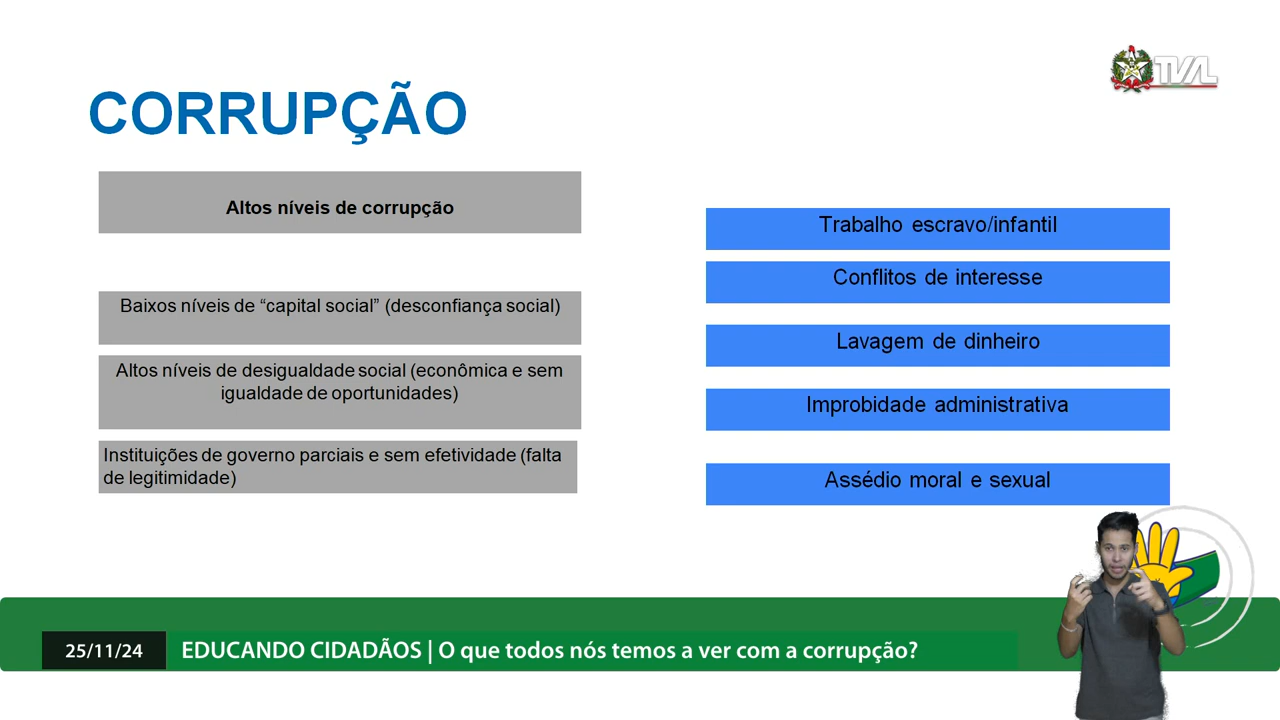 TVAL
CORRUPÇÃO
Altos níveis de corrupção
Baixos níveis de “capital social” (desconfiança social)
Altos níveis de desigualdade social (econômica e sem
igualdade de oportunidades)
Instituições de governo parciais e sem efetividade (falta
de legitimidade)
Trabalho escravo/infantil
Conflitos de interesse
Lavagem de dinheiro
Improbidade administrativa
Assédio moral e sexual
25/11/24
EDUCANDO CIDADÃOS | O que todos nós temos a ver com a corrupção?